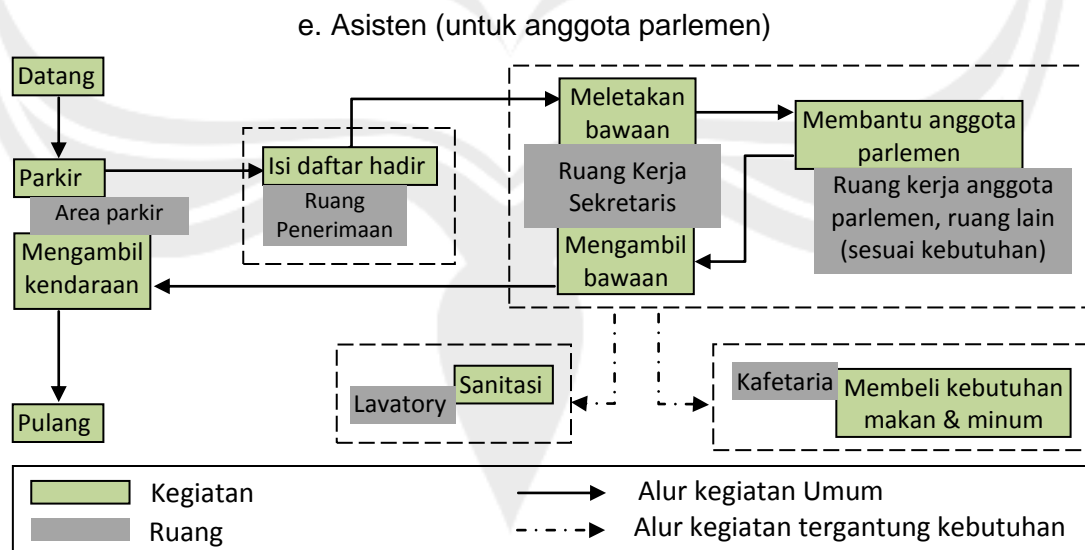 e. Asisten (untuk anggota parlemen)
Datang
Parkir
Area parkir
Mengambil
kendaraan
Pulang
Isi daftar hadir
Ruang
Penerimaan
Meletakan
bawaan
Ruang Kerja
Sekretaris
Mengambil
bawaan
Membantu anggota
parlemen
Ruang kerja anggota
parlemen, ruang lain
(sesuai kebutuhan)
Lavatory
Sanitasi
Kafetaria
Membeli kebutuhan
makan & minum
Kegiatan
Ruang
Alur kegiatan Umum
Alur kegiatan tergantung kebutuhan